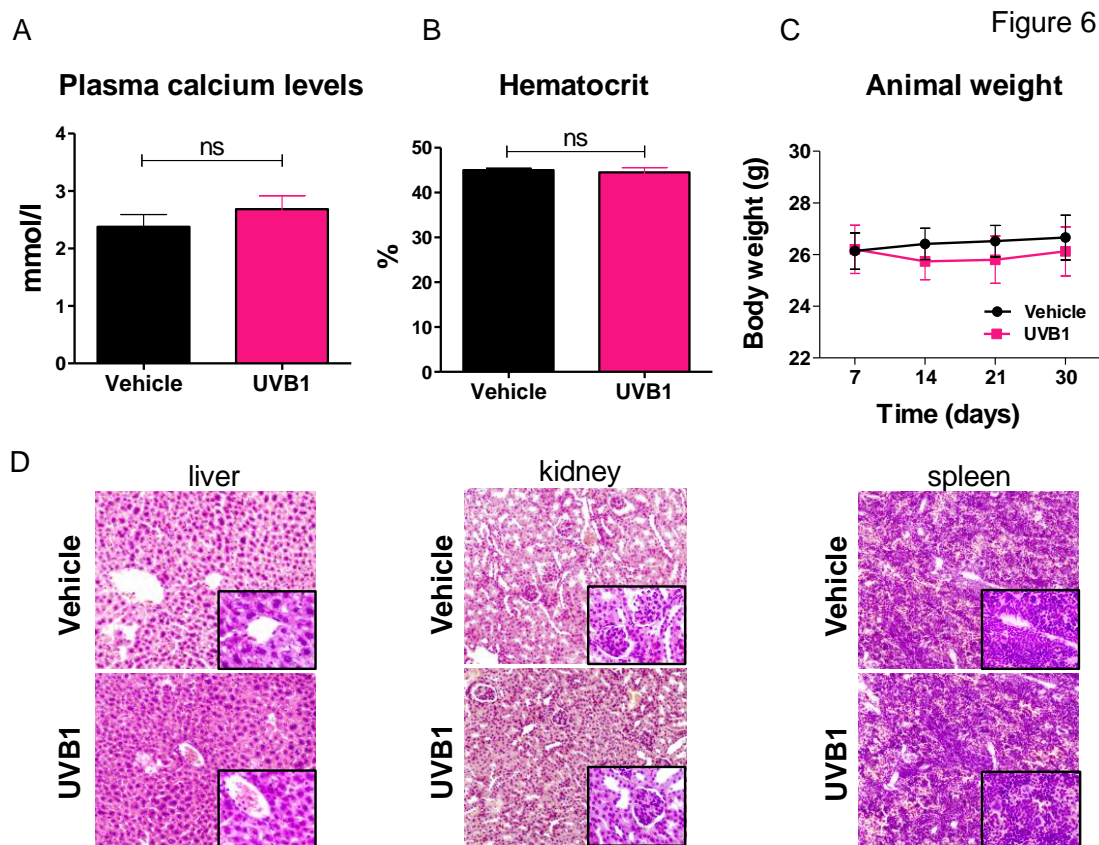 Figure 6
A
Plasma calcium levels
mmol/l
4
3
2
1
0
ns
Vehicle
UVB1
B
Hematocrit
%
50
40
30
20
10
0
ns
Vehicle
UVB1
C
Animal weight
Body weight (g)
30
28
26
24
22
Vehicle
UVB1
7 14 21 30
Time (days)
D
liver
kidney
spleen
Vehicle
Vehicle
Vehicle
UVB1
UVB1
UVB1